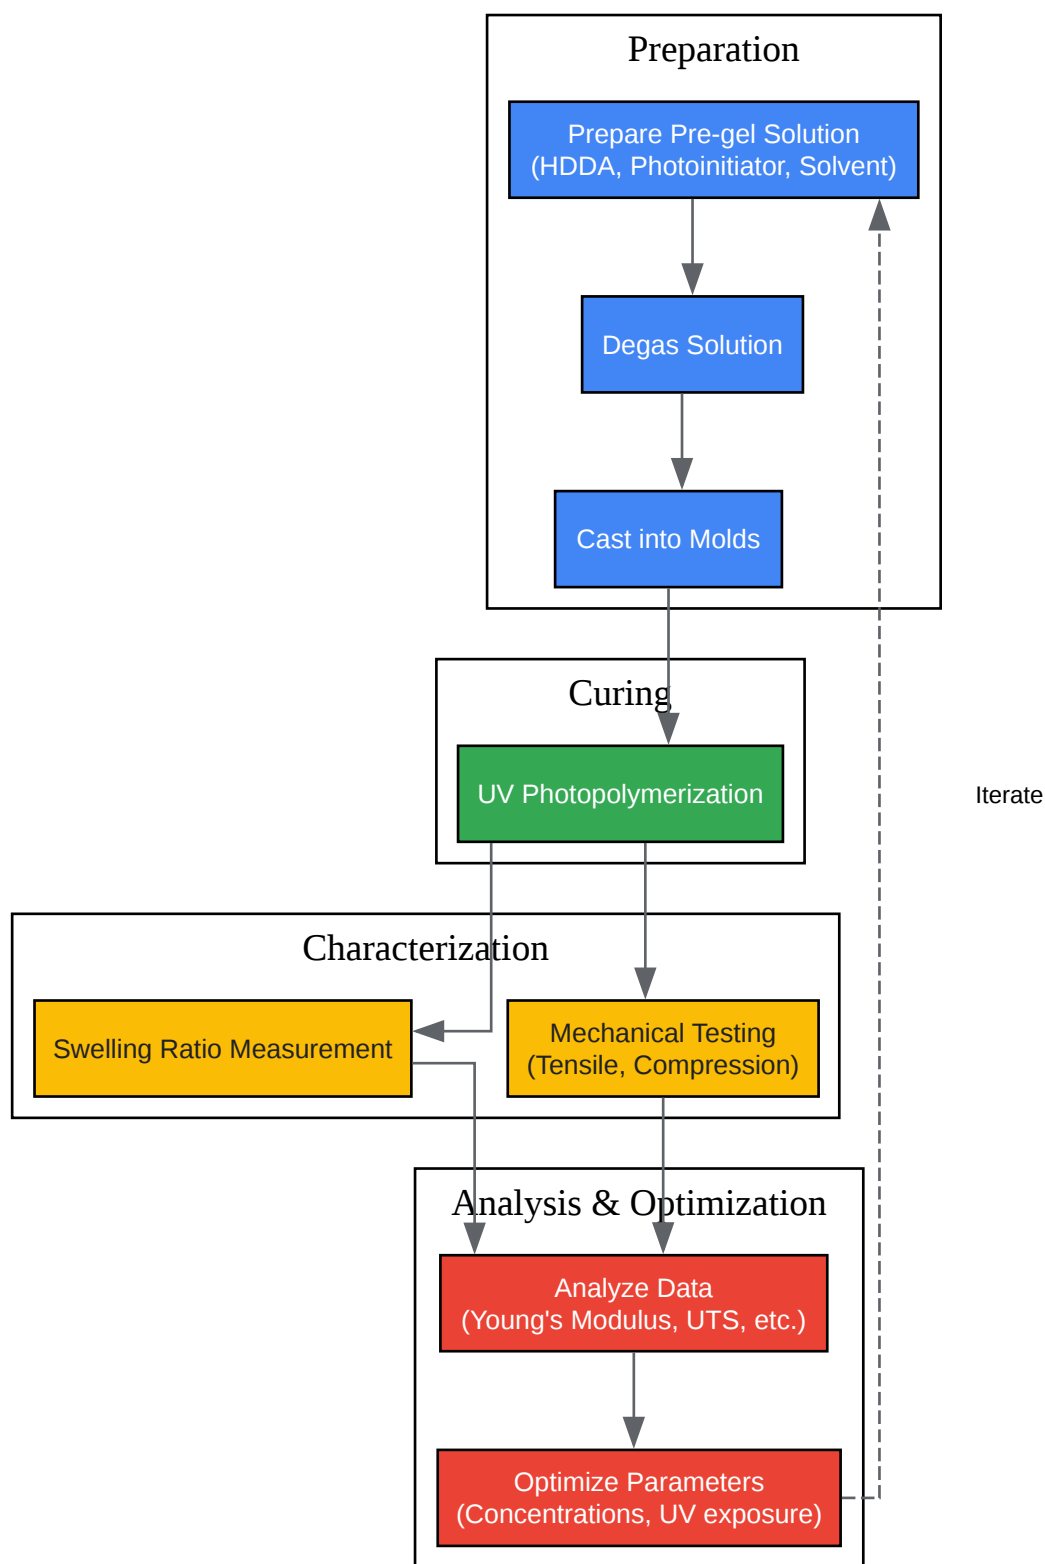 Preparation
Prepare Pre-gel Solution
(HDDA, Photoinitiator, Solvent)
Degas Solution
Cast into Molds
Curing
UV Photopolymerization
Iterate
Characterization
Swelling Ratio Measurement
Mechanical Testing
(Tensile, Compression)
Analysis & Optimization
Analyze Data
(Young's Modulus, UTS, etc.)
Optimize Parameters
(Concentrations, UV exposure)